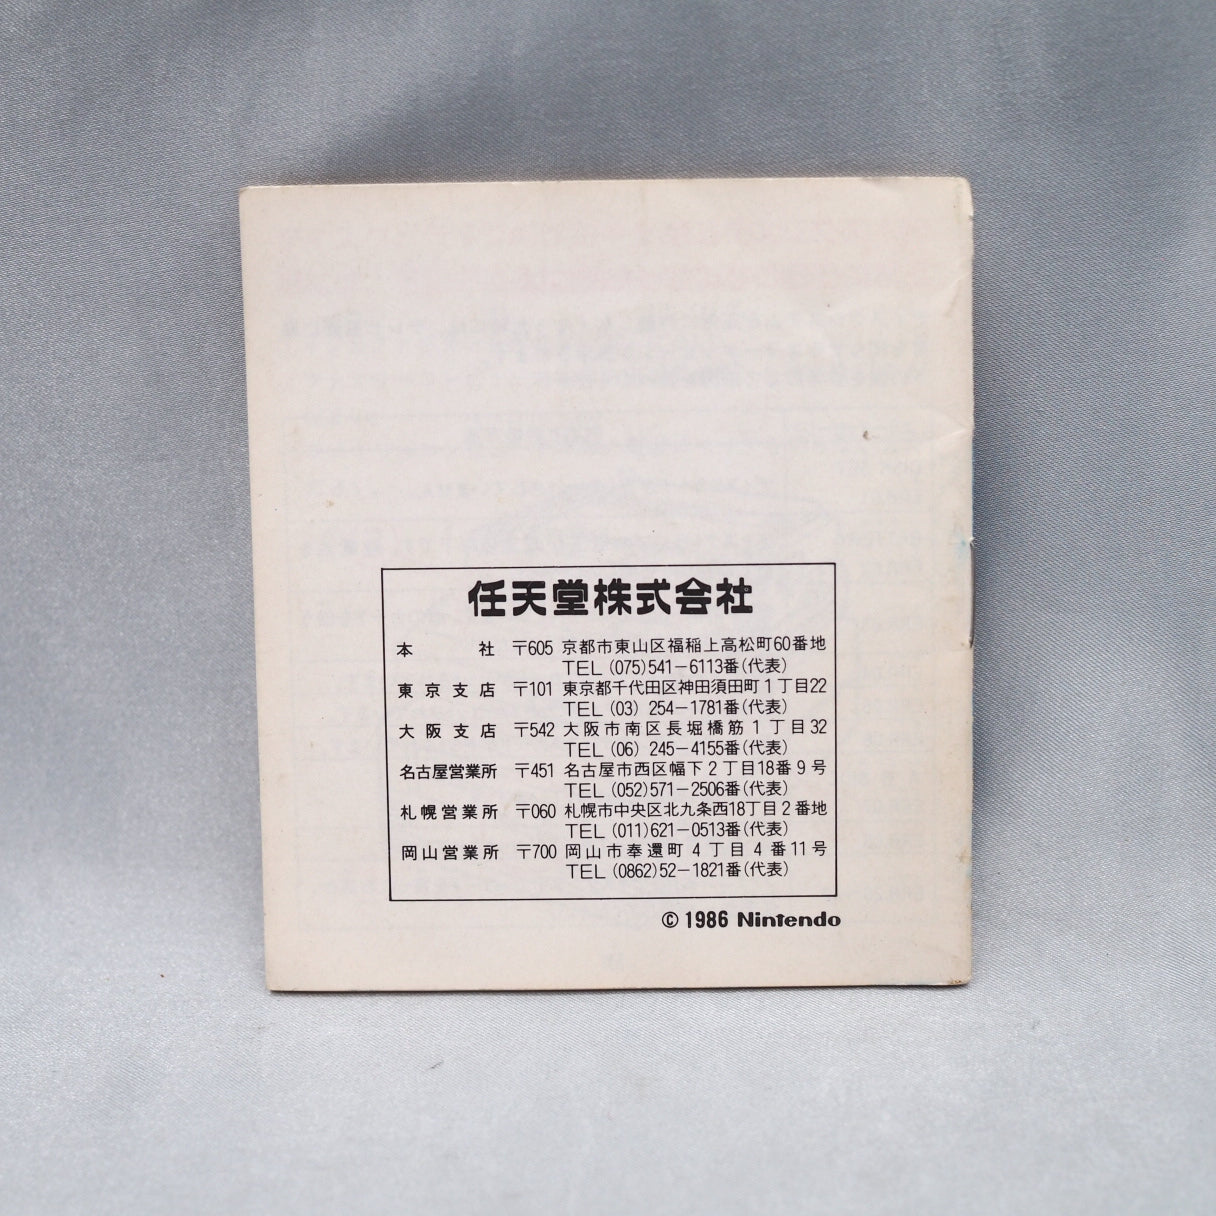 任天堂株式会社
本社 〒605 京都市東山区福稲上高松町60番地
TEL (075)541-6113番(代表)
東京支店 〒101 東京都千代田区神田須田町1丁目22
TEL (03) 254-1781番(代表)
大阪支店 〒542 大阪市南区長堀橋筋1丁目32
TEL (06) 245-4155番(代表)
名古屋営業所 〒451 名古屋市西区幅下2丁目18番9号
TEL (052)571-2506番(代表)
札幌営業所 〒060 札幌市中央区北九条西18丁目2番地
TEL (011)621-0513番(代表)
岡山営業所 〒700 岡山市奉還町4丁目4番11号
TEL (0862)52-1821番(代表)
© 1986 Nintendo